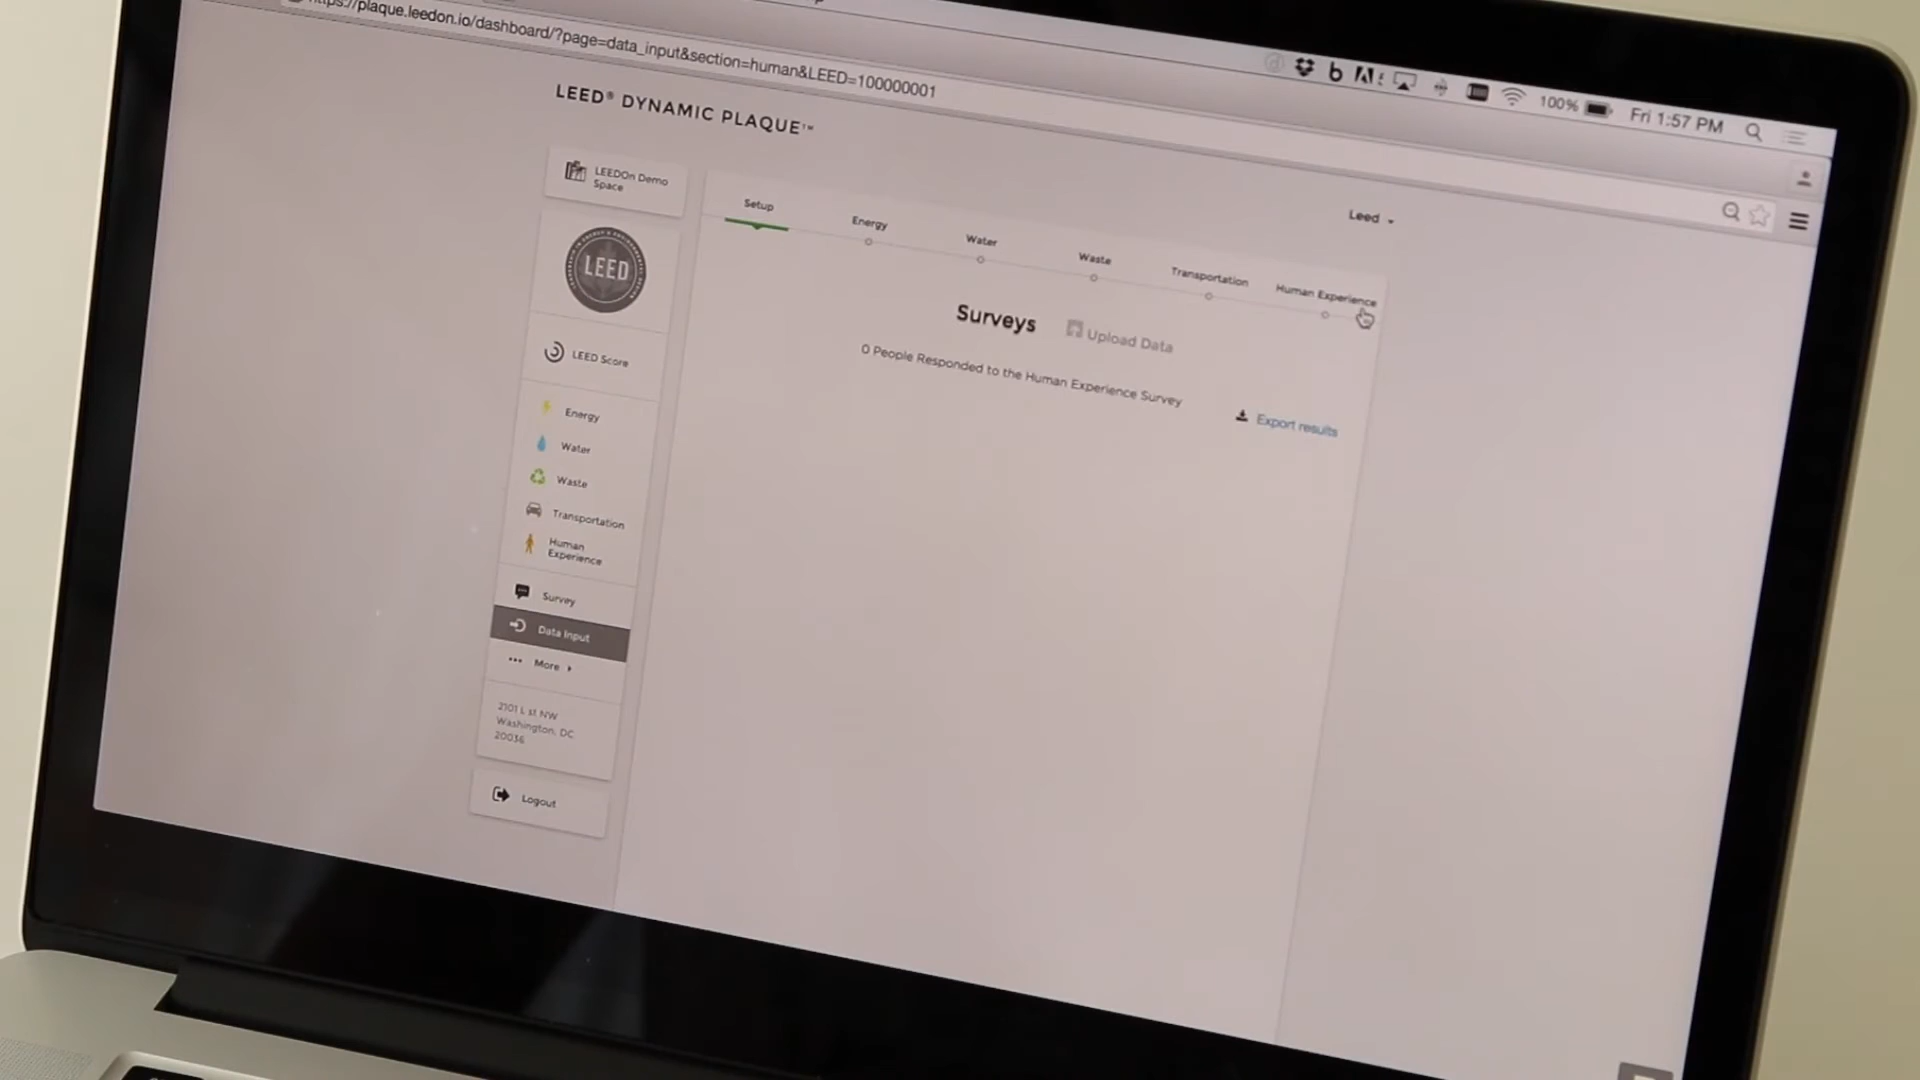 https://plaque.leedon.io/dashboard/?page=data_input&section=human&LEED=100000001
100%
Fri 1:57 PM
LEED® DYNAMIC PLAQUE™
LEEDOn Demo
Space
LEED
LEED Score
Energy
Water
Waste
Transportation
Human
Experience
Survey
Data Input
More
2101 L st NW
Washington, DC
20036
Logout
Leed
Setup
Energy
Water
Waste
Transportation
Human Experience
Surveys
Upload Data
0 People Responded to the Human Experience Survey
Export results